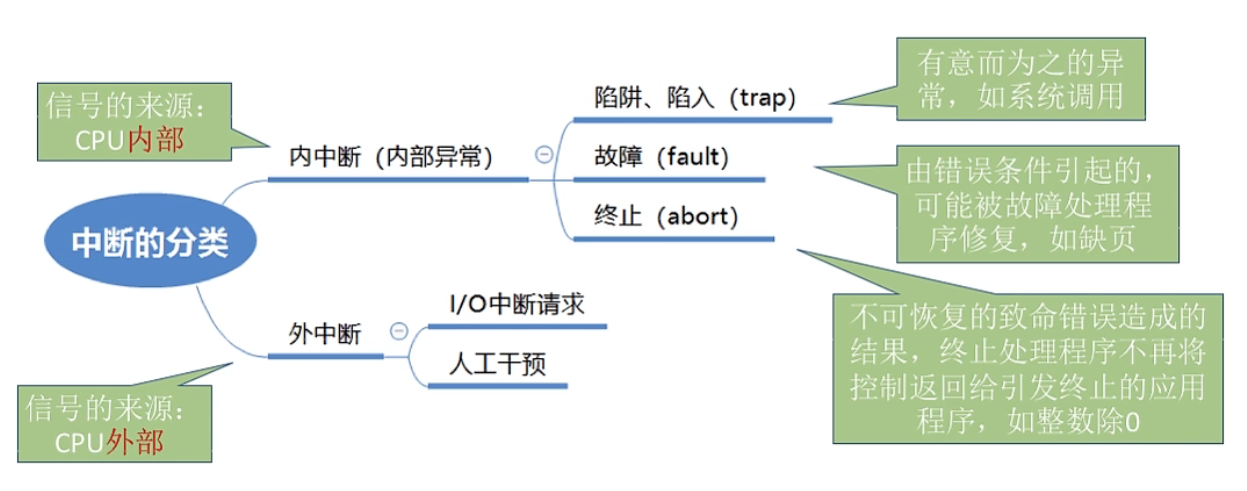 中断的分类
信号的来源：
CPU内部
内中断（内部异常）
陷阱、陷入（trap）
有意而为之的异
常，如系统调用
故障（fault）
由错误条件引起的，
可能被故障处理程
序修复，如缺页
终止（abort）
不可恢复的致命错误造成的
结果，终止处理程序不再将
控制返回给引发终止的应用
程序，如整数除0
外中断
信号的来源：
CPU外部
I/O中断请求
人工干预